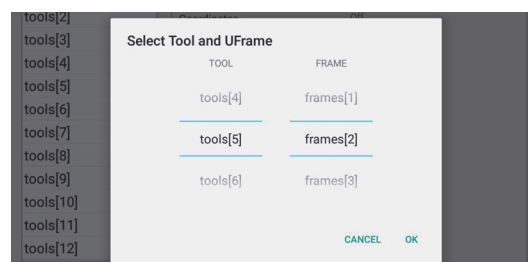 tools[2]
Coordinates Off
tools[3]
tools[4]
tools[5]
tools[6]
tools[7]
tools[8]
tools[9]
tools[10]
tools[11]
tools[12]
Select Tool and UFrame
TOOL FRAME
tools[4] frames[1]
tools[5] frames[2]
tools[6] frames[3]
CANCEL OK